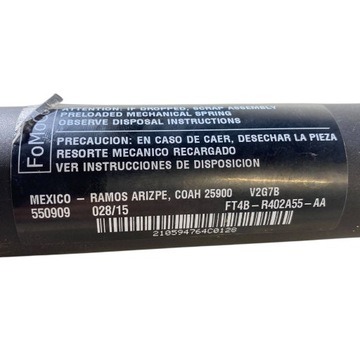 FoMoCo
ATTENTION: IF DROPPED, SCRAP ASSEMBLY
PRELOADED MECHANICAL SPRING
OBSERVE DISPOSAL INSTRUCTIONS
PRECAUCION: EN CASO DE CAER, DESECHAR LA PIEZA
RESORTE MECANICO RECARGADO
VER INSTRUCCIONES DE DISPOSICION
MEXICO - RAMOS ARIZPE, COAH 25900 V2G7B
550909 028/15 FT4B-R402A55-AA
210594764C0128